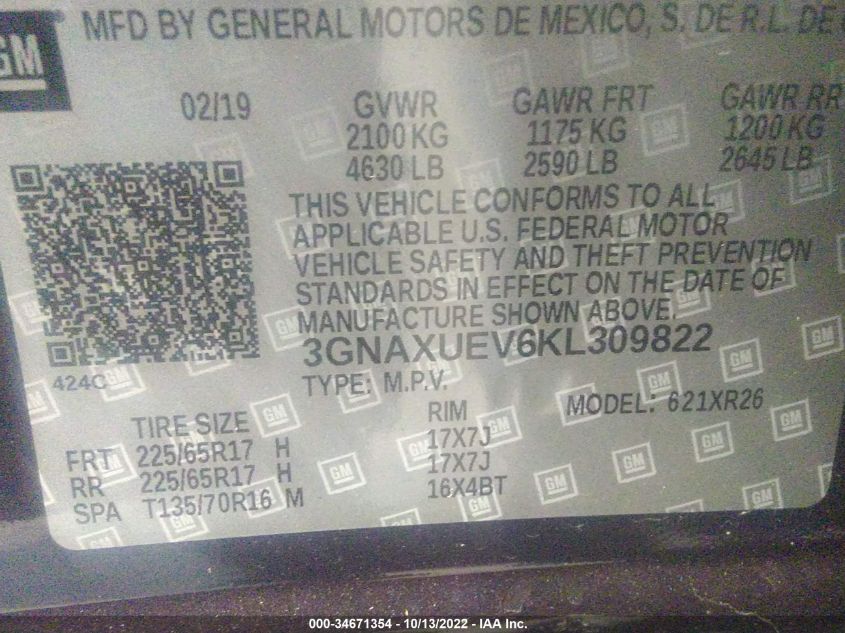 GM
MFD BY GENERAL MOTORS DE MEXICO, S. DE R.L. DE
02/19 GVWR GAWR FRT GAWR RR
2100 KG 1175 KG 1200 KG
4630 LB 2590 LB 2645 LB
THIS VEHICLE CONFORMS TO ALL
APPLICABLE U.S. FEDERAL MOTOR
VEHICLE SAFETY AND THEFT PREVENTION
STANDARDS IN EFFECT ON THE DATE OF
MANUFACTURE SHOWN ABOVE.
3GNAXUEV6KL309822
424C
TYPE: M.P.V.
MODEL: 621XR26
TIRE SIZE RIM
FRT 225/65R17 H 17X7J
RR 225/65R17 H 17X7J
SPA T135/70R16 M 16X4BT
000-34671354 - 10/13/2022 - IAA Inc.